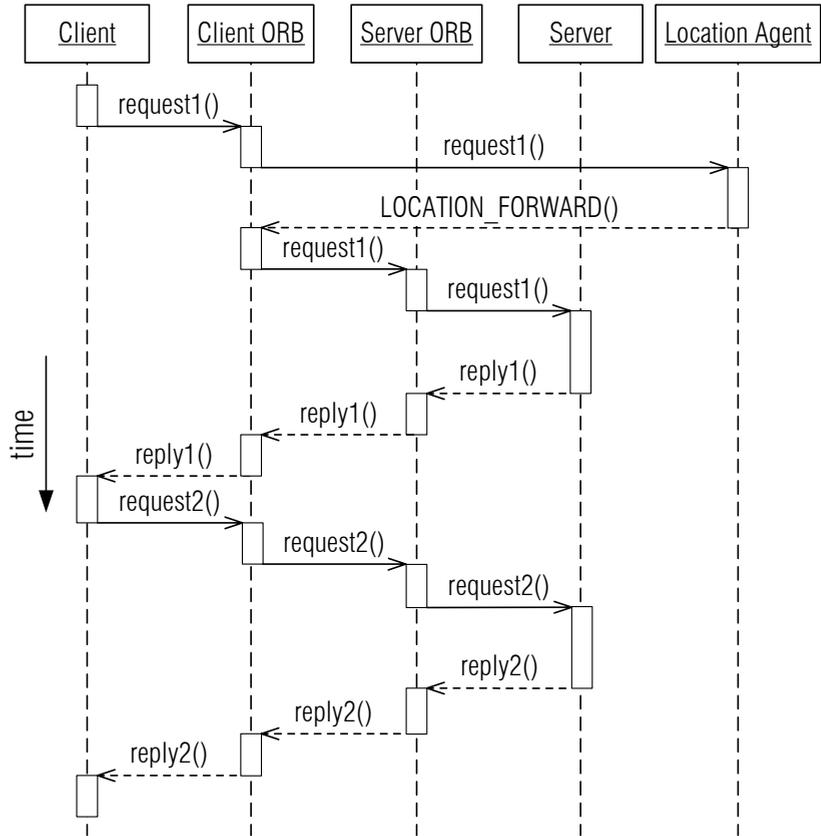 Client
Client ORB
Server ORB
Server
Location Agent
request1()
request1()
LOCATION_FORWARD()
request1()
request1()
reply1()
reply1()
reply1()
time
request2()
request2()
request2()
reply2()
reply2()
reply2()